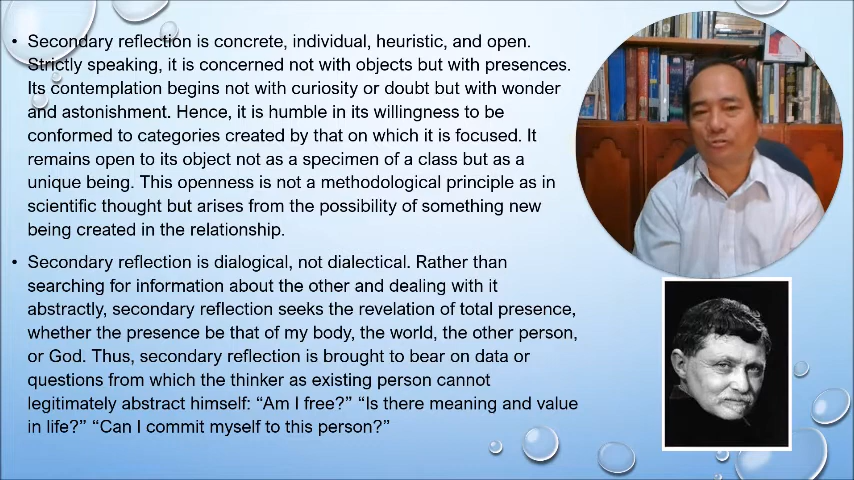 • Secondary reflection is concrete, individual, heuristic, and open.
Strictly speaking, it is concerned not with objects but with presences.
Its contemplation begins not with curiosity or doubt but with wonder
and astonishment. Hence, it is humble in its willingness to be
conformed to categories created by that on which it is focused. It
remains open to its object not as a specimen of a class but as a
unique being. This openness is not a methodological principle as in
scientific thought but arises from the possibility of something new
being created in the relationship.
• Secondary reflection is dialogical, not dialectical. Rather than
searching for information about the other and dealing with it
abstractly, secondary reflection seeks the revelation of total presence,
whether the presence be that of my body, the world, the other person,
or God. Thus, secondary reflection is brought to bear on data or
questions from which the thinker as existing person cannot
legitimately abstract himself: “Am I free?” “Is there meaning and value
in life?” “Can I commit myself to this person?”